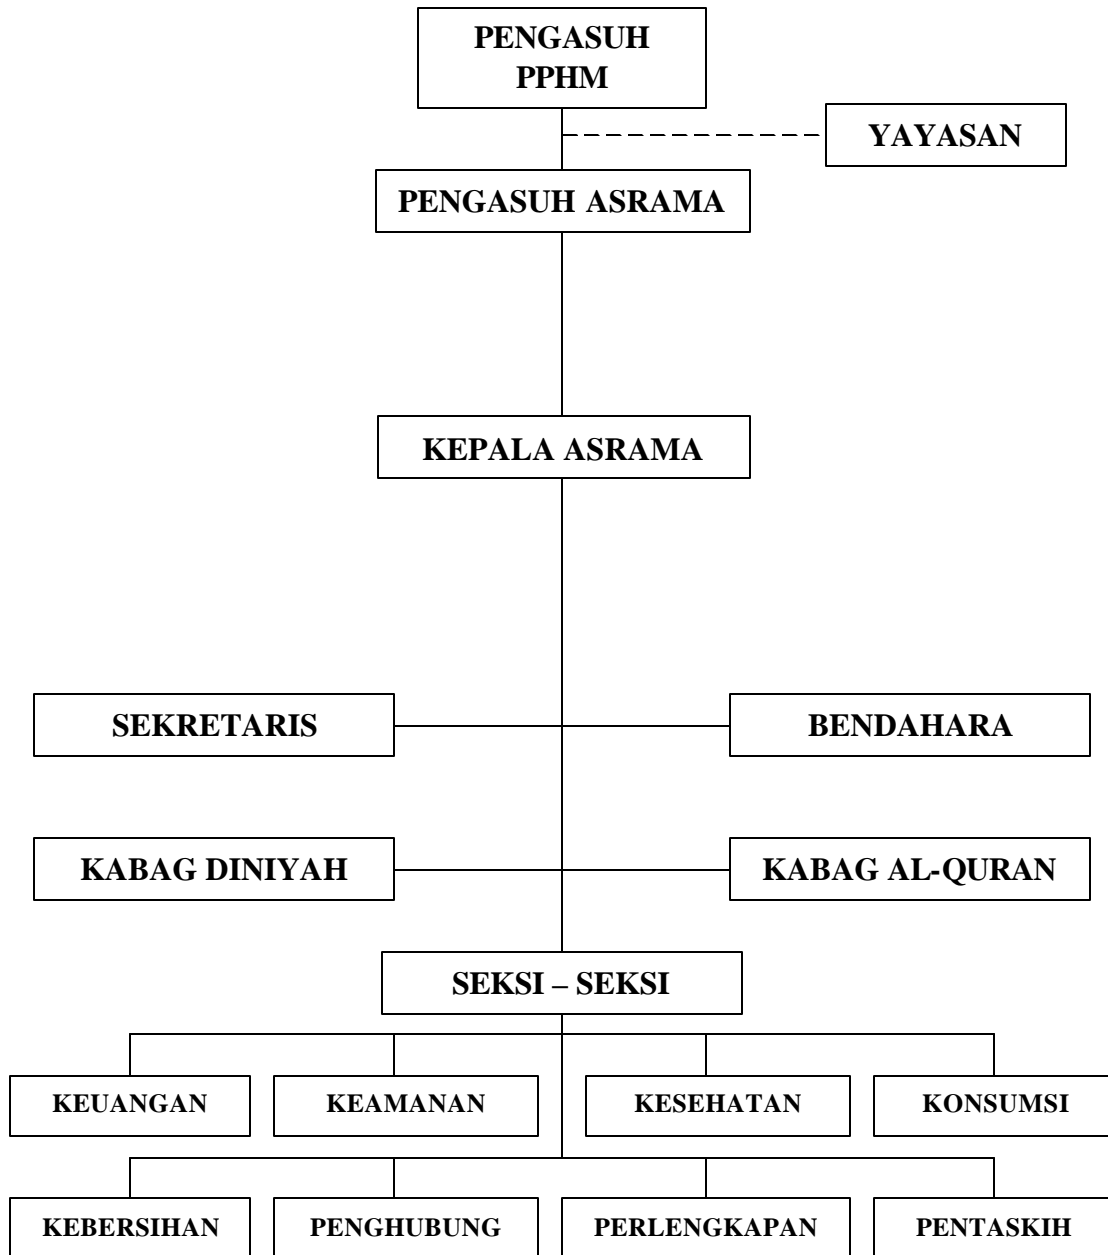 PENGASUH
PPHM
YAYASAN
PENGASUH ASRAMA
KEPALA ASRAMA
SEKRETARIS
BENDAHARA
KABAG DINIYAH
KABAG AL-QURAN
SEKSI – SEKSI
KEUANGAN
KEAMANAN
KESEHATAN
KONSUMSI
KEBERSIHAN
PENGHUBUNG
PERLENGKAPAN
PENTASKIH